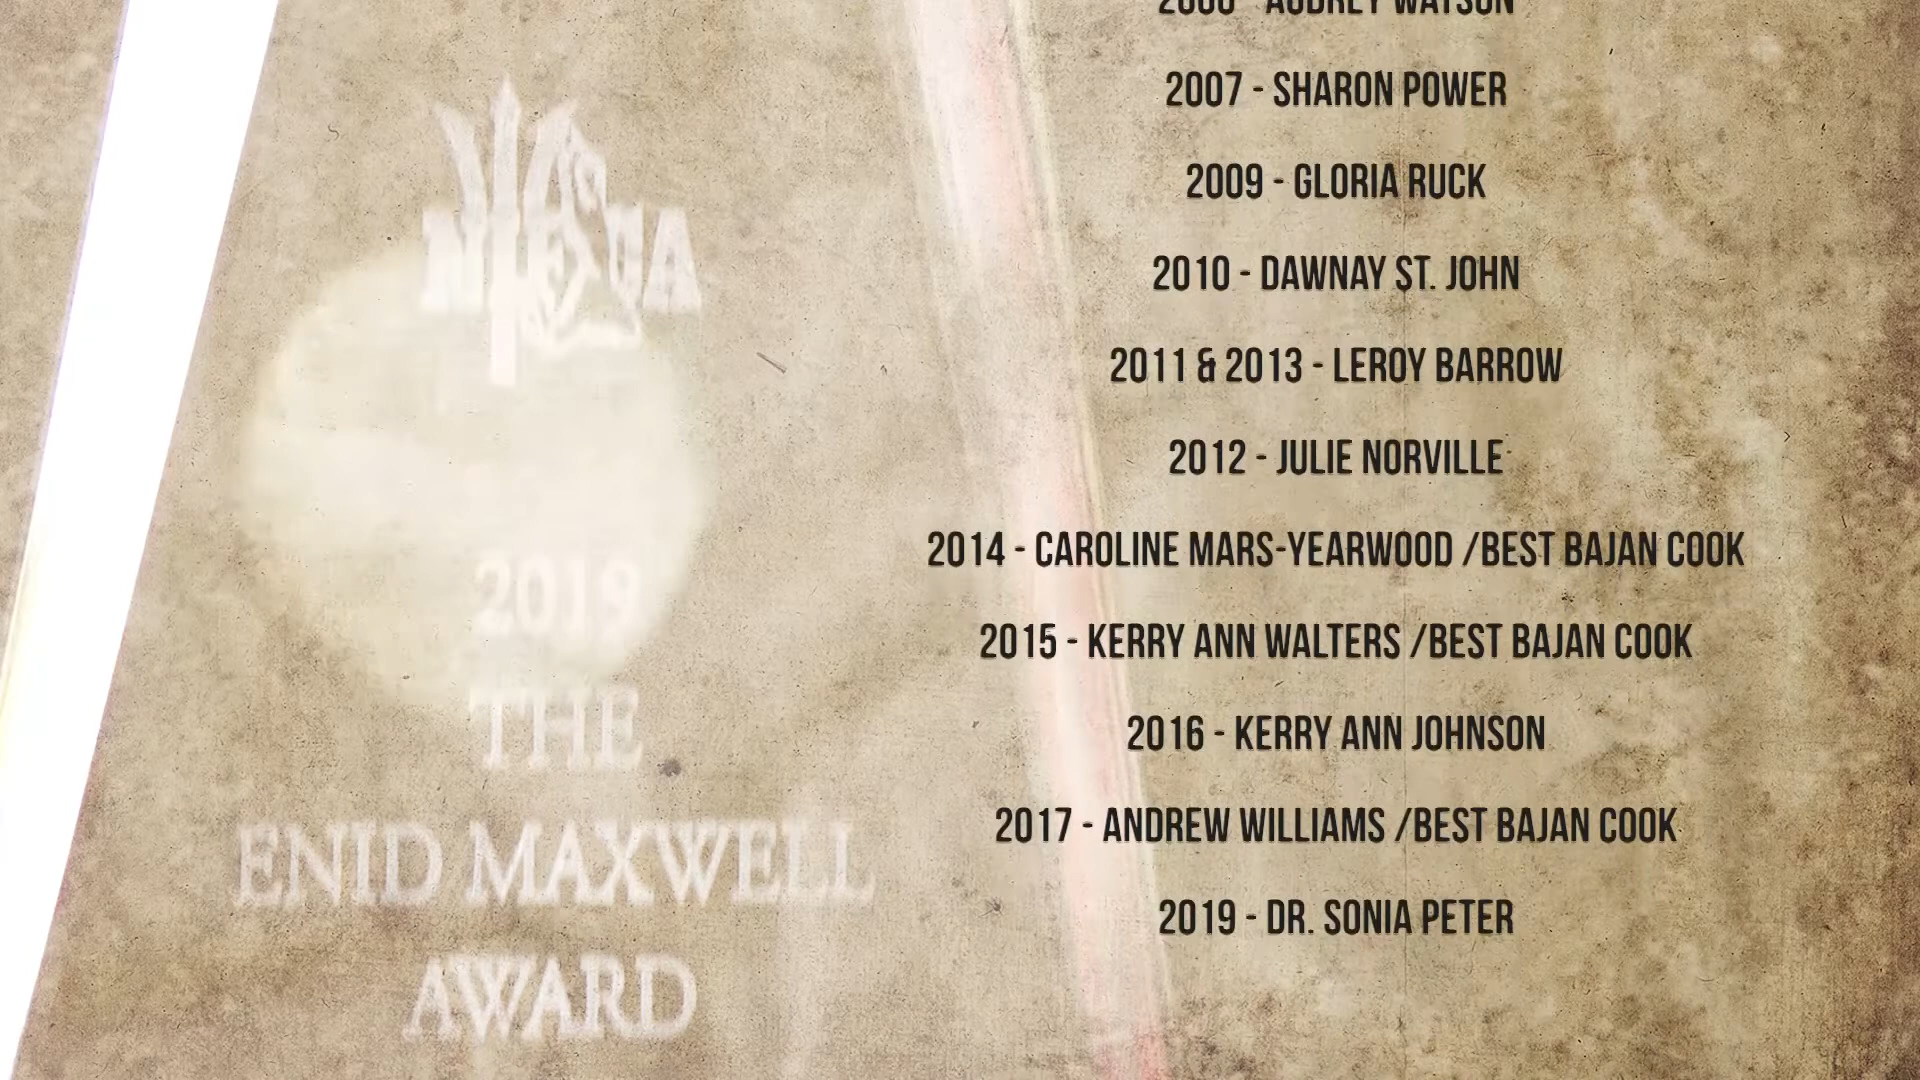 2007 - SHARON POWER
2009 - GLORIA RUCK
2010 - DAWNAY ST. JOHN
2011 & 2013 - LEROY BARROW
2012 - JULIE NORVILLE
2014 - CAROLINE MARS-YEARWOOD /BEST BAJAN COOK
2015 - KERRY ANN WALTERS /BEST BAJAN COOK
2016 - KERRY ANN JOHNSON
2017 - ANDREW WILLIAMS /BEST BAJAN COOK
2019 - DR. SONIA PETER
2019
THE
ENID MAXWELL
AWARD